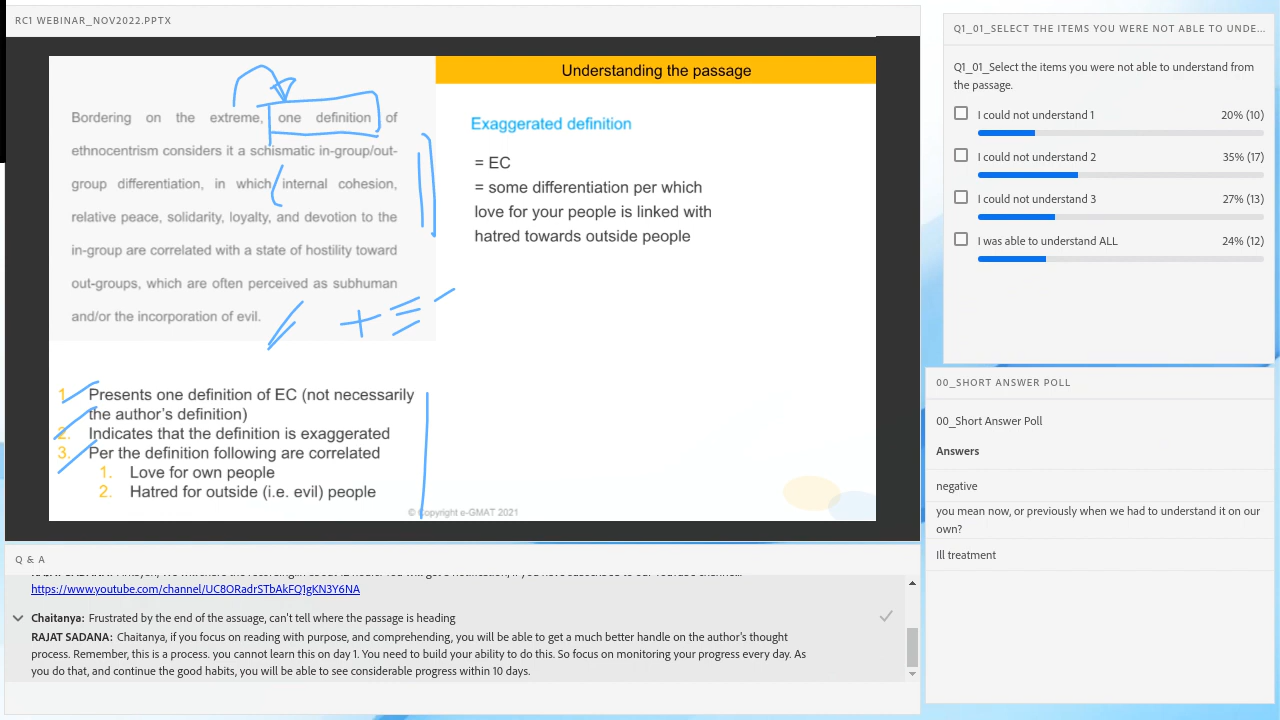 RC1 WEBINAR_NOV2022.PPTX
Bordering on the extreme, one definition of
ethnocentrism considers it a schismatic in-group/out-
group differentiation, in which internal cohesion,
relative peace, solidarity, loyalty, and devotion to the
in-group are correlated with a state of hostility toward
out-groups, which are often perceived as subhuman
and/or the incorporation of evil.
1. Presents one definition of EC (not necessarily
the author's definition)
2. Indicates that the definition is exaggerated
3. Per the definition following are correlated
1. Love for own people
2. Hatred for outside (i.e. evil) people
Understanding the passage
Exaggerated definition
= EC
= some differentiation per which
love for your people is linked with
hatred towards outside people
© Copyright e-GMAT 2021
+ =
Q & A
https://www.youtube.com/channel/UC8ORadrSTbAkFQ1gKN3Y6NA
Chaitanya: Frustrated by the end of the assuage, can't tell where the passage is heading
RAJAT SADANA: Chaitanya, if you focus on reading with purpose, and comprehending, you will be able to get a much better handle on the author's thought
process. Remember, this is a process. you cannot learn this on day 1. You need to build your ability to do this. So focus on monitoring your progress every day. As
you do that, and continue the good habits, you will be able to see considerable progress within 10 days.
Q1_01_SELECT THE ITEMS YOU WERE NOT ABLE TO UNDE...
Q1_01_Select the items you were not able to understand from
the passage.
I could not understand 1 20% (10)
I could not understand 2 35% (17)
I could not understand 3 27% (13)
I was able to understand ALL 24% (12)
00_SHORT ANSWER POLL
00_Short Answer Poll
Answers
negative
you mean now, or previously when we had to understand it on our
own?
Ill treatment